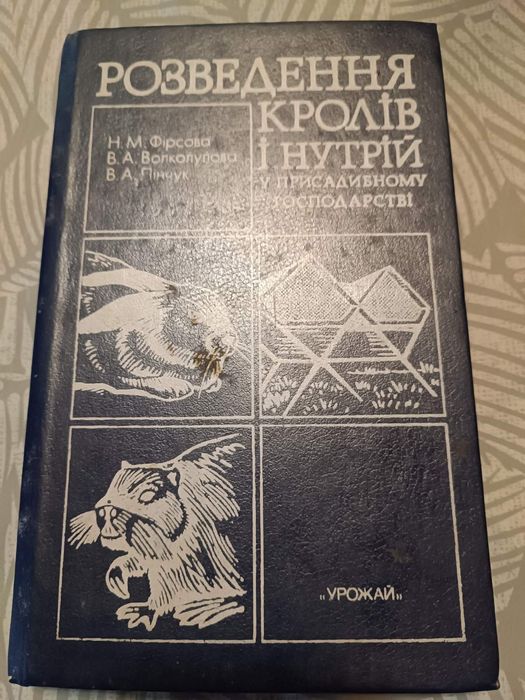 РОЗВЕДЕННЯ
КРОЛІВ
І НУТРІЙ
У ПРИСАДИБНОМУ
ГОСПОДАРСТВІ
Н. М. Фірсова
В. А. Волколупова
В. А. Пінчук
„УРОЖАЙ“